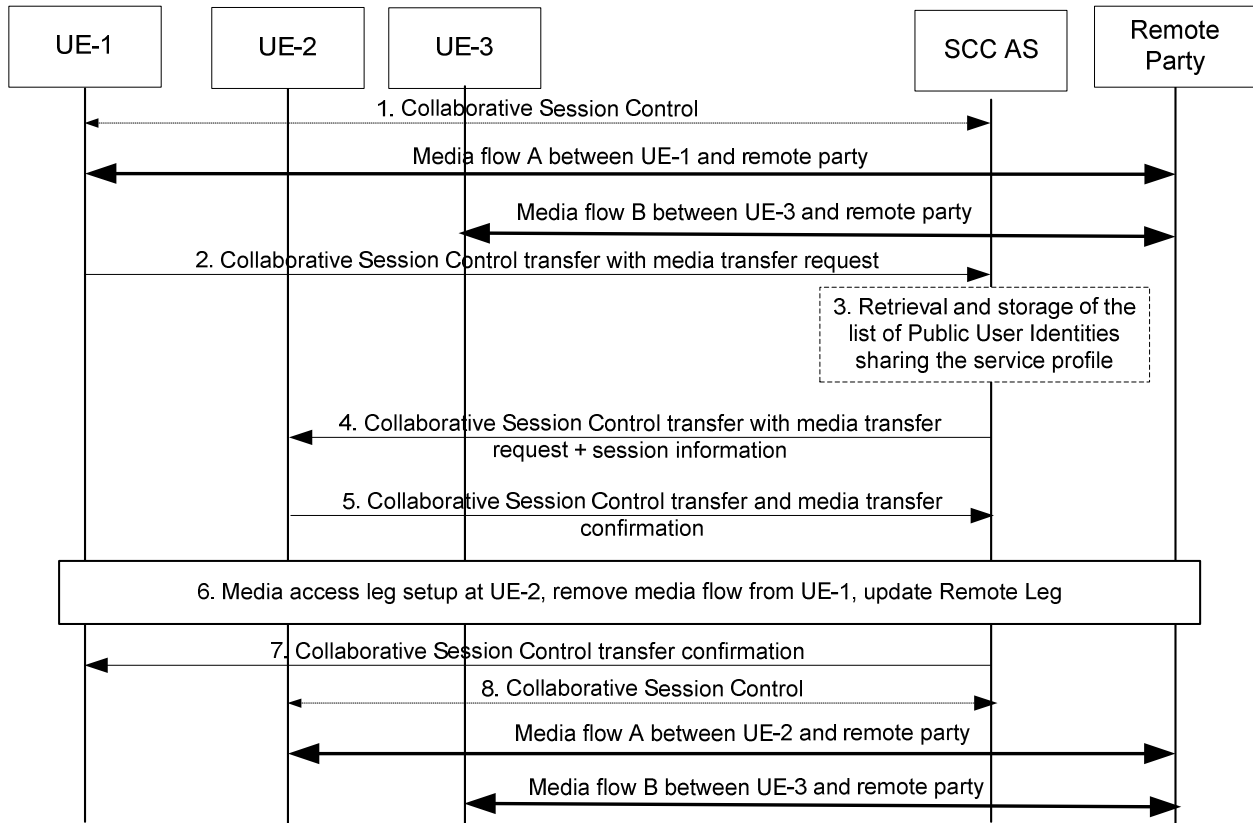 UE-1
UE-2
UE-3
SCC AS
Remote
Party
1. Collaborative Session Control
Media flow A between UE-1 and remote party
Media flow B between UE-3 and remote party
2. Collaborative Session Control transfer with media transfer request
3. Retrieval and storage of the
list of Public User Identities
sharing the service profile
4. Collaborative Session Control transfer with media transfer
request + session information
5. Collaborative Session Control transfer and media transfer
confirmation
6. Media access leg setup at UE-2, remove media flow from UE-1, update Remote Leg
7. Collaborative Session Control transfer confirmation
8. Collaborative Session Control
Media flow A between UE-2 and remote party
Media flow B between UE-3 and remote party